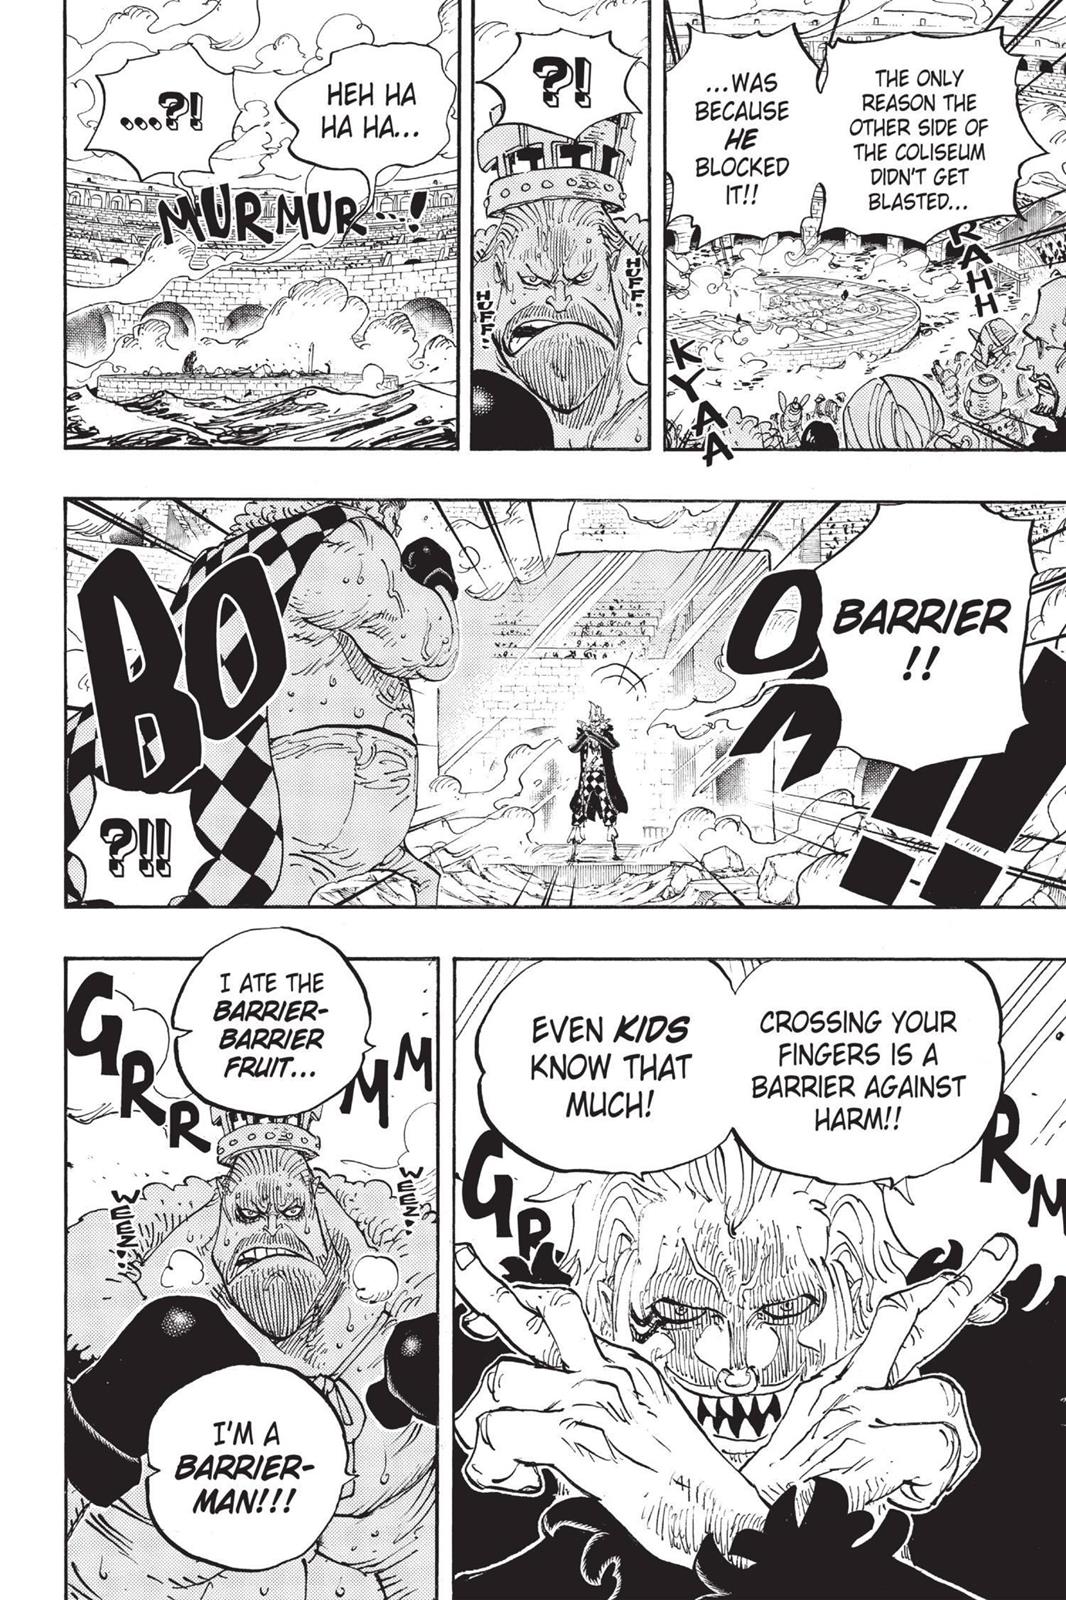 THE ONLY
REASON THE
OTHER SIDE OF
THE COLISEUM
DIDN'T GET
BLASTED...
...WAS
BECAUSE
HE
BLOCKED
IT!!
RAHH
KYAA
?!
HUFF..
HUFF..
HEH HA
HA HA...
...?!
MURMUR...!
BARRIER
!!
BOOM!!
?!!
CROSSING YOUR
FINGERS IS A
BARRIER AGAINST
HARM!!
EVEN KIDS
KNOW THAT
MUCH!
GRRM
I ATE THE
BARRIER-
BARRIER
FRUIT...
GRRMM
WEEZ..
WEEZ..
I'M A
BARRIER-
MAN!!!